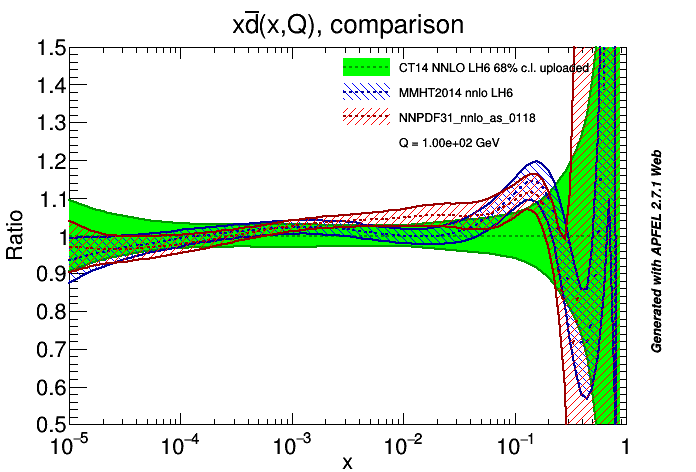 xd̅(x,Q), comparison
CT14 NNLO LH6 68% c.l. uploaded
MMHT2014 nnlo LH6
NNPDF31_nnlo_as_0118
Q = 1.00e+02 GeV
1.5
1.4
1.3
1.2
1.1
1
0.9
0.8
0.7
0.6
0.5
Ratio
10⁻⁵ 10⁻⁴ 10⁻³ 10⁻² 10⁻¹ 1
x
Generated with APFEL 2.7.1 Web